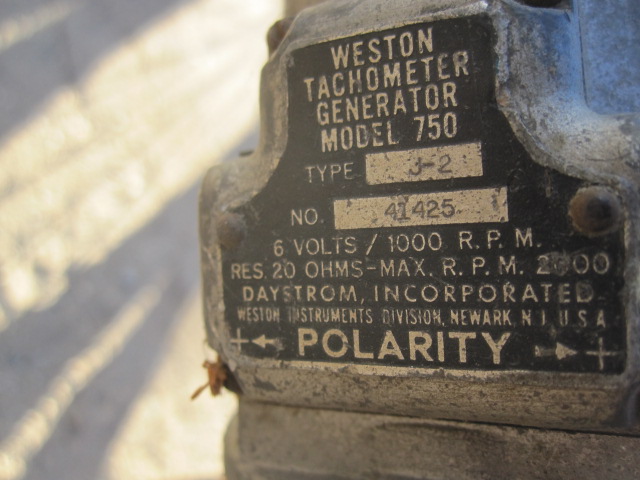 WESTON
TACHOMETER
GENERATOR
MODEL 750
TYPE J-2
NO. 41425
6 VOLTS / 1000 R.P.M.
RES. 20 OHMS-MAX. R.P.M.
DAYSTROM, INCORPORATED
WESTON INSTRUMENTS DIVISION, NEWARK, N.J. U.S.A
+ ← POLARITY → +